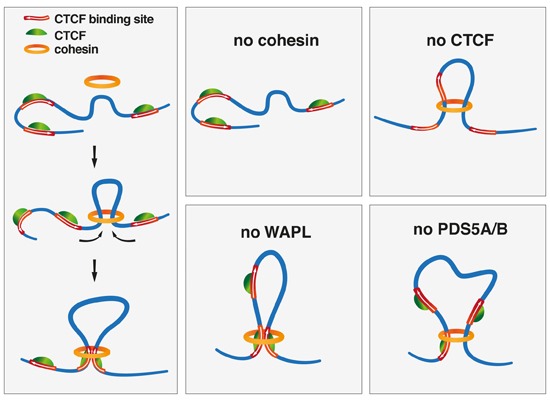 CTCF binding site
CTCF
cohesin
no cohesin
no CTCF
no WAPL
no PDS5A/B